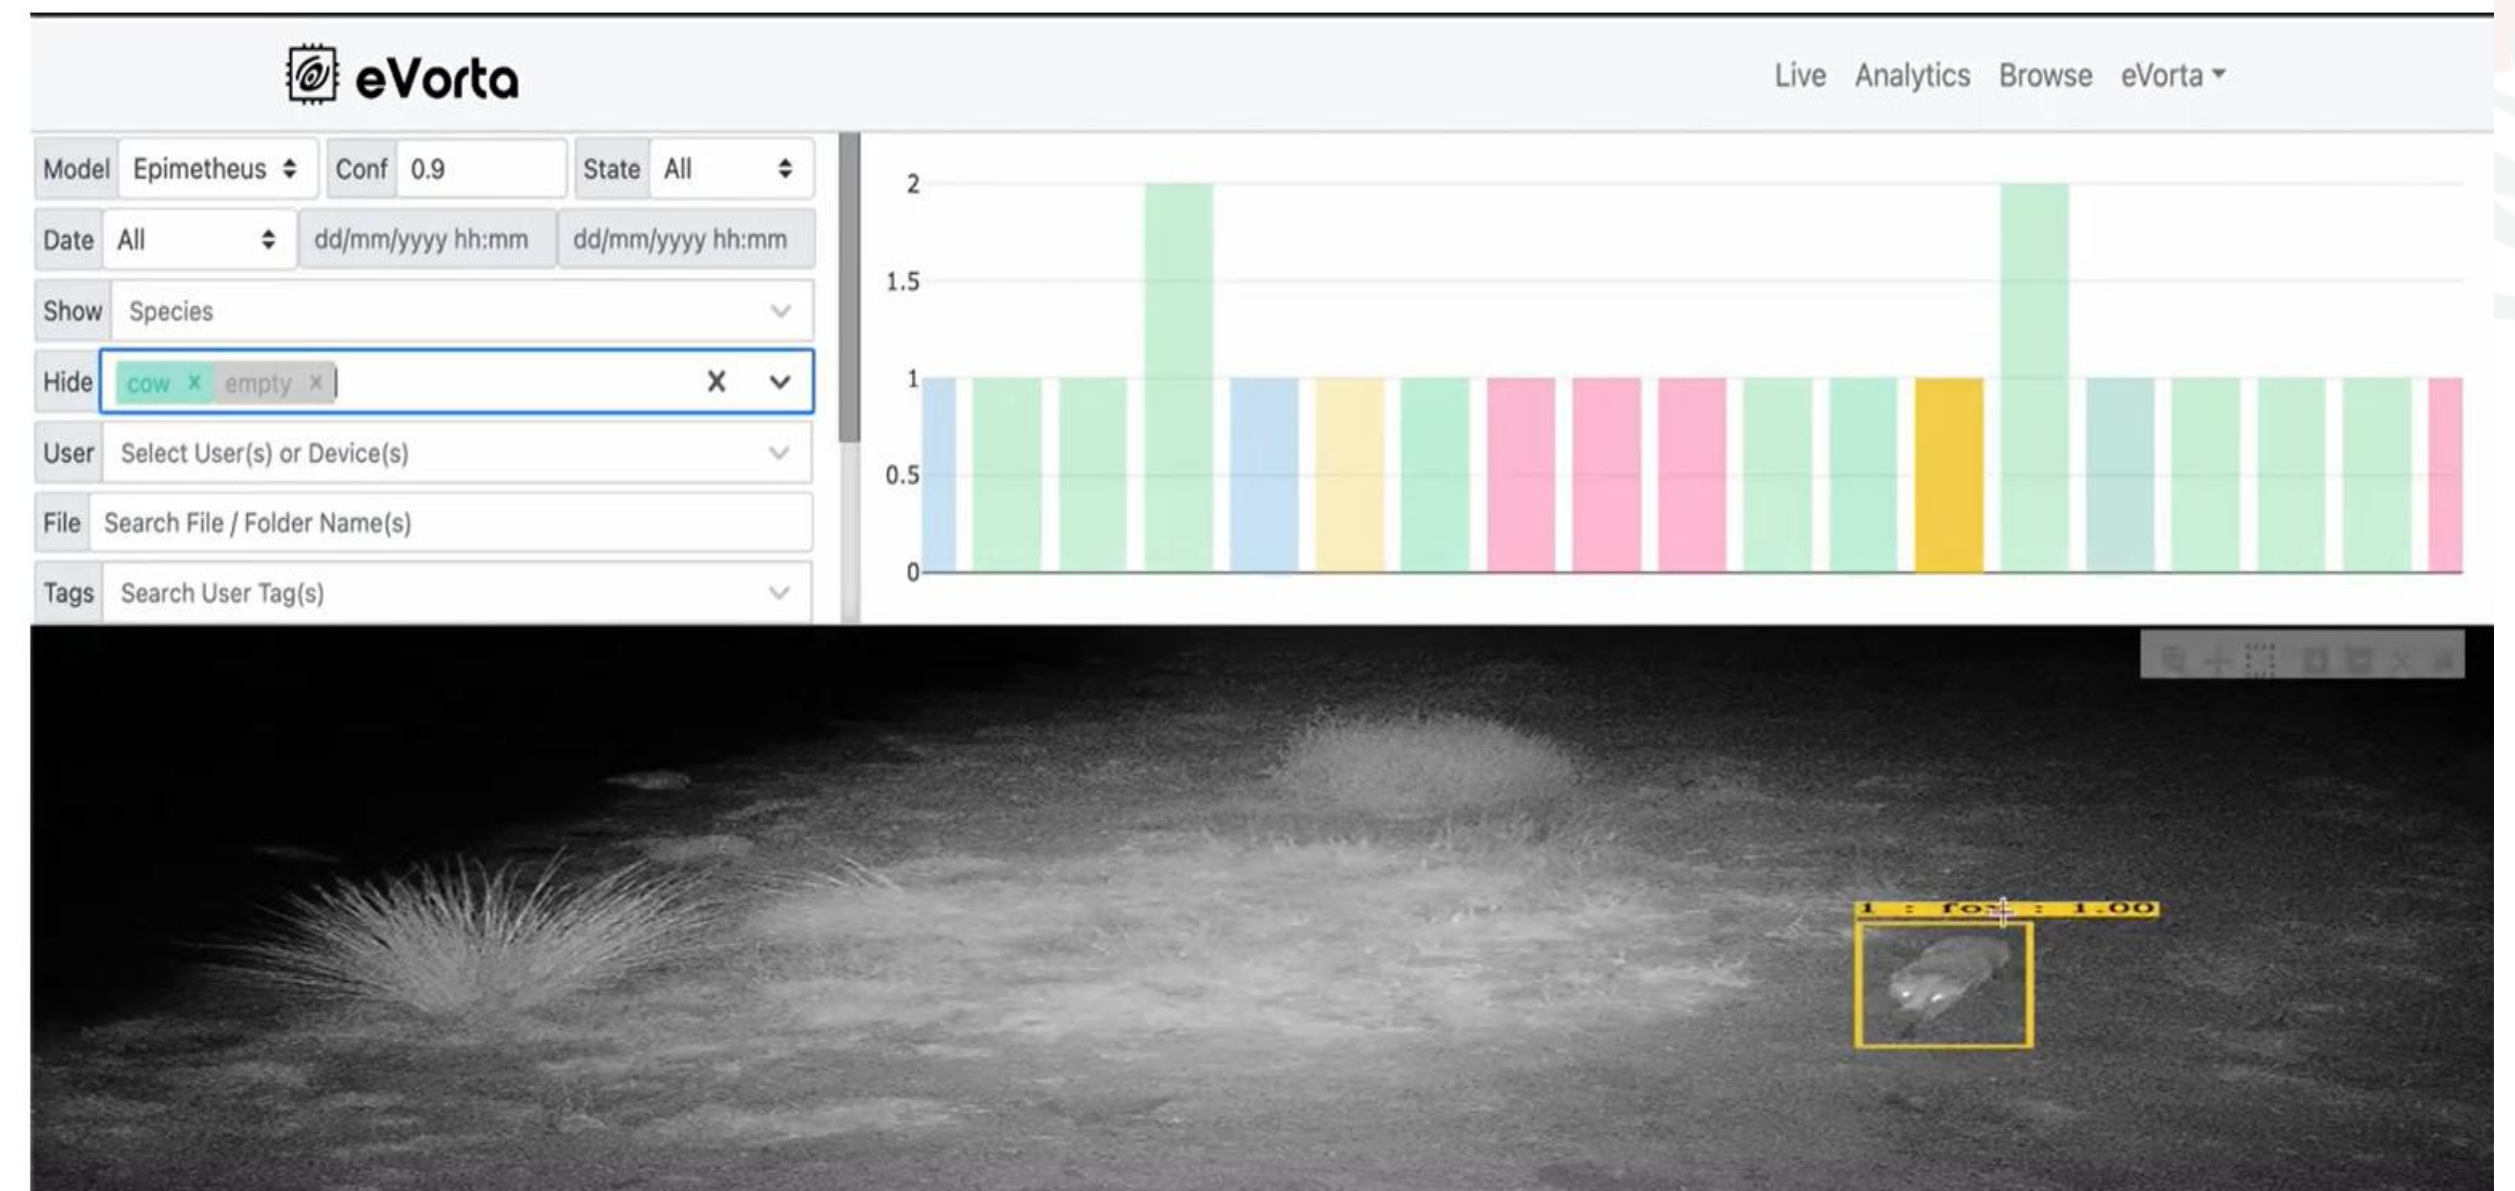 eVorta
Live Analytics Browse eVorta
Model Epimetheus Conf 0.9 State All
Date All dd/mm/yyyy hh:mm dd/mm/yyyy hh:mm
Show Species
Hide cow x empty x X
User Select User(s) or Device(s)
File Search File / Folder Name(s)
Tags Search User Tag(s)
2
1.5
1
0.5
0
1 : fox : 1.00